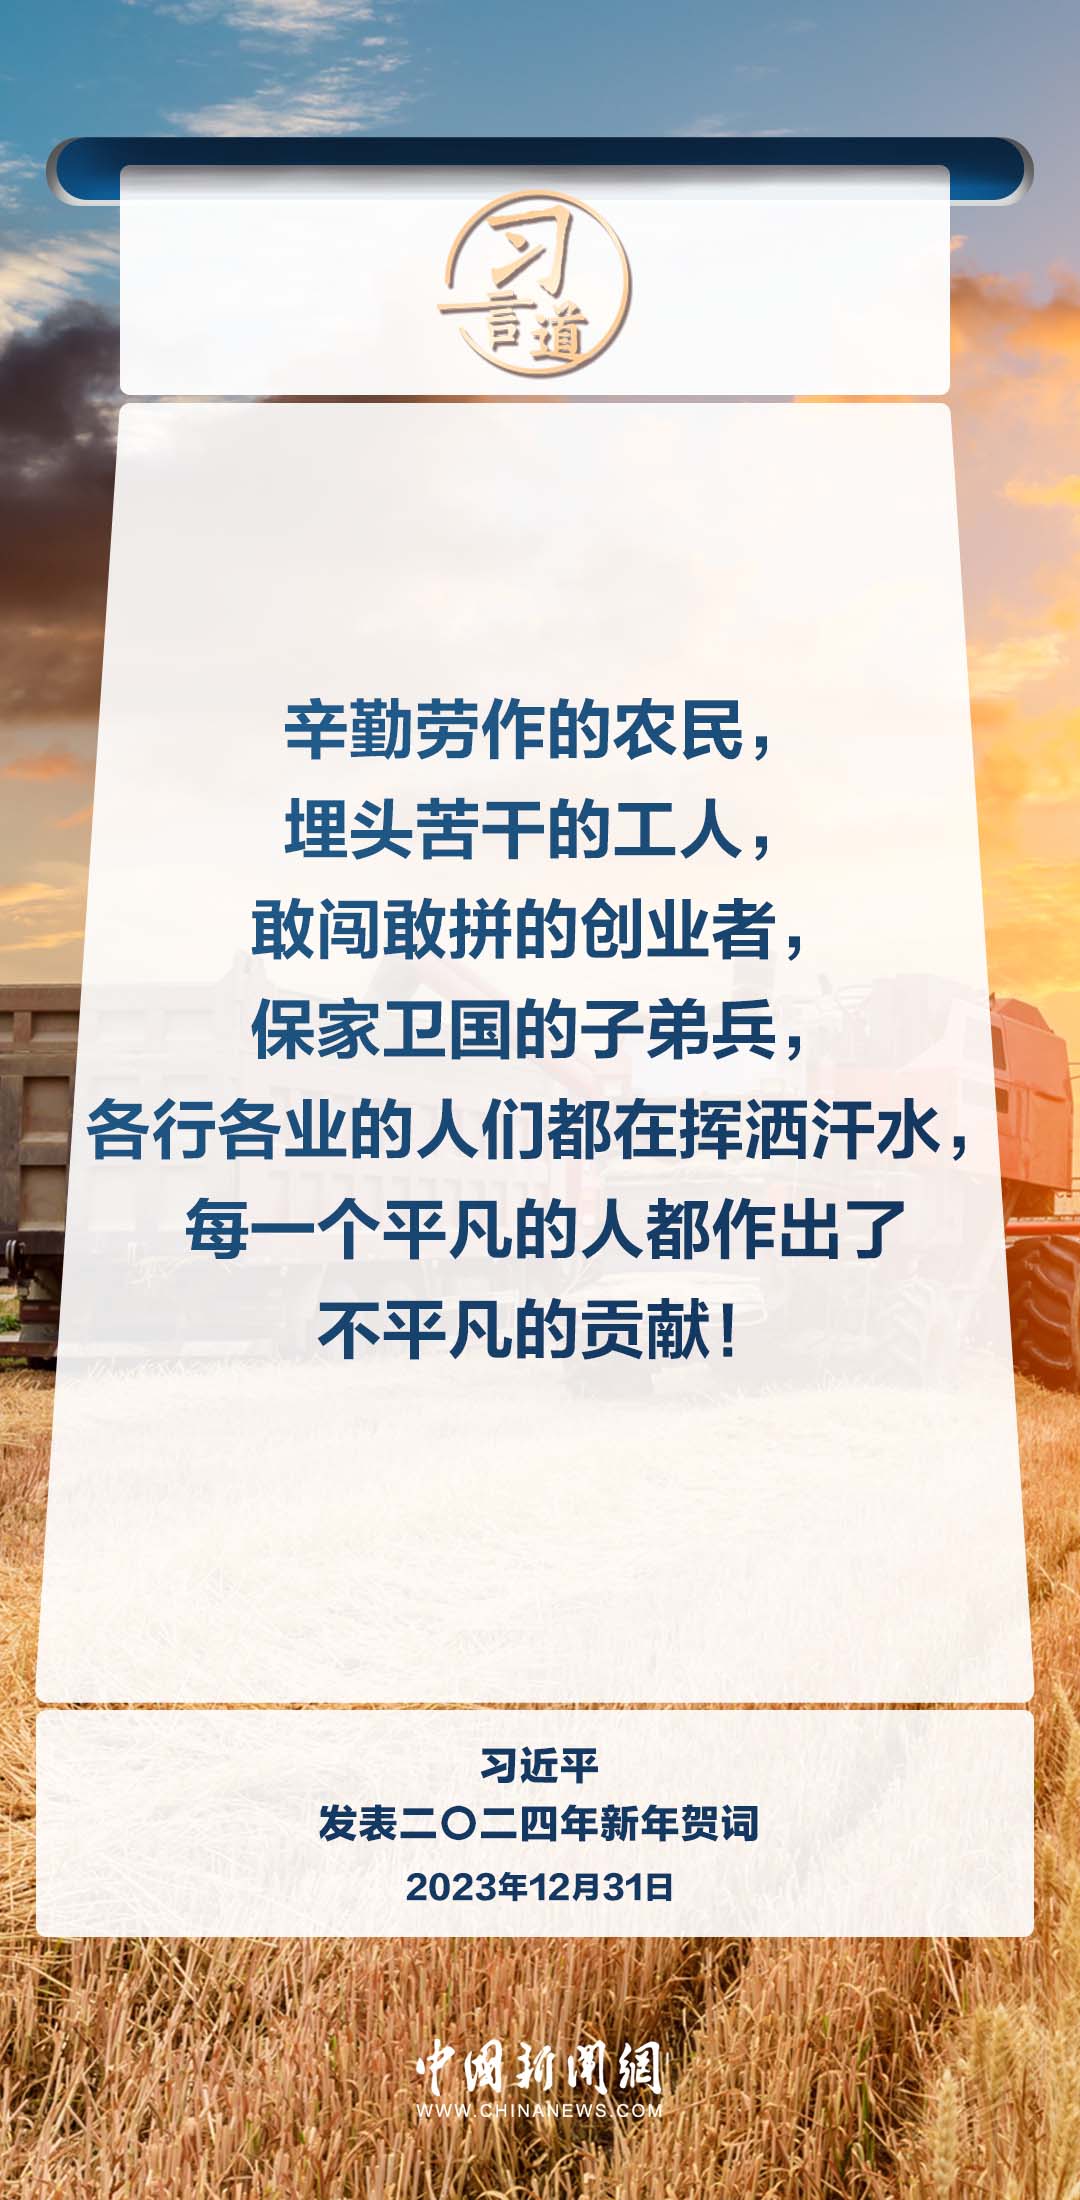 习
言道
辛勤劳作的农民，
埋头苦干的工人，
敢闯敢拼的创业者，
保家卫国的子弟兵，
各行各业的人们都在挥洒汗水，
每一个平凡的人都作出了
不平凡的贡献！
习近平
发表二〇二四年新年贺词
2023年12月31日
中國新聞網
WWW.CHINANEWS.COM